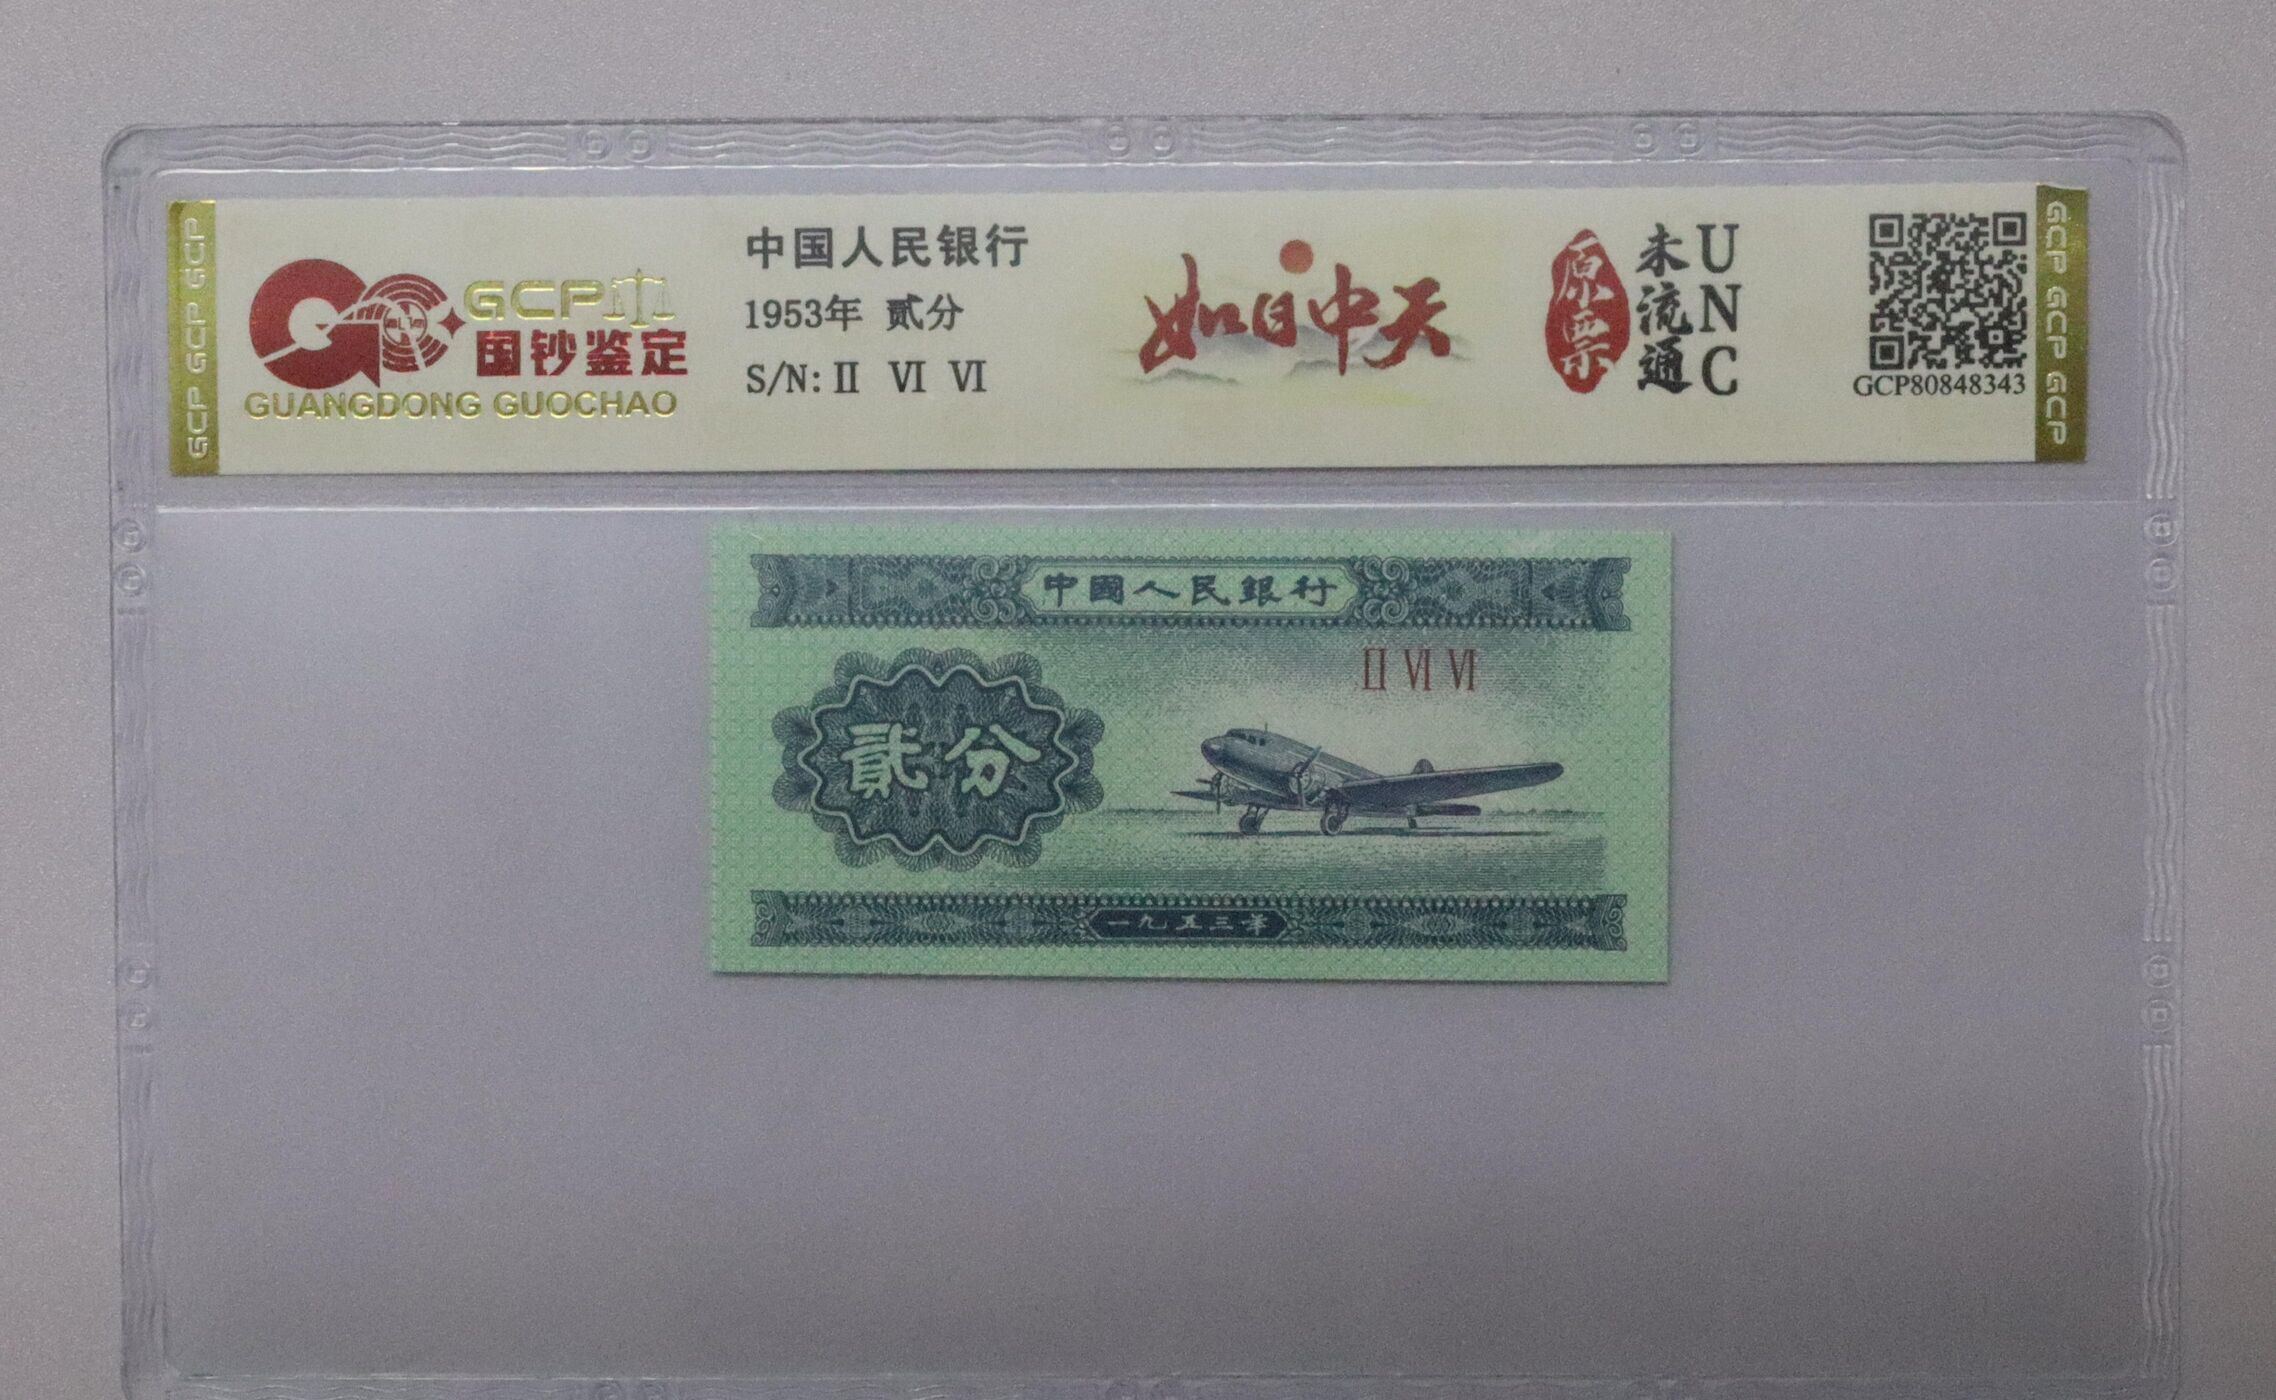 GCP GCP GCP
GCP
国钞鉴定
GUANGDONG GUOCHAO
中国人民银行
1953年 贰分
S/N: II VI VI
如日中天
原票
未流通
UNC
GCP80848343
GCP GCP GCP
中國人民銀行
II VI VI
貳分
一九五三年